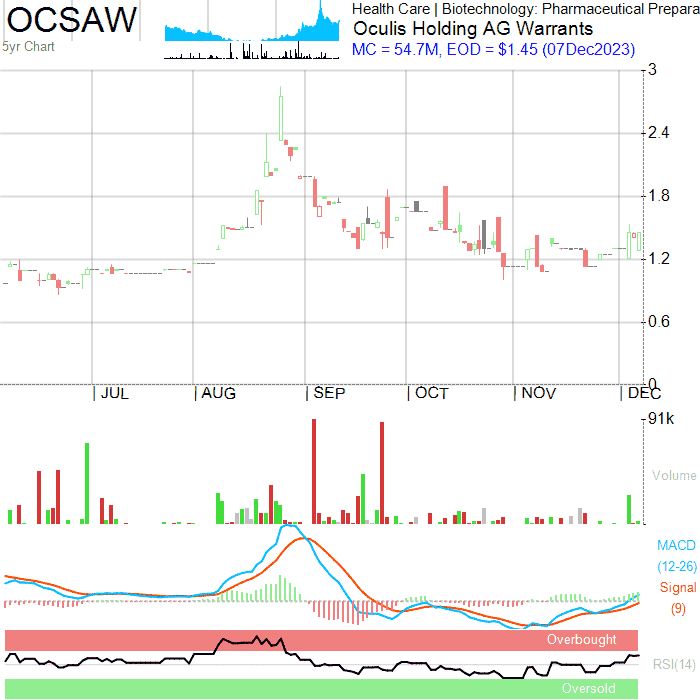 OCSAW
5yr Chart
Health Care | Biotechnology: Pharmaceutical Prepara
Oculis Holding AG Warrants
MC = 54.7M, EOD = $1.45 (07Dec2023)
3
2.4
1.8
1.2
0.6
0
JUL
AUG
SEP
OCT
NOV
DEC
91k
Volume
MACD
(12-26)
Signal
(9)
Overbought
RSI(14)
Oversold